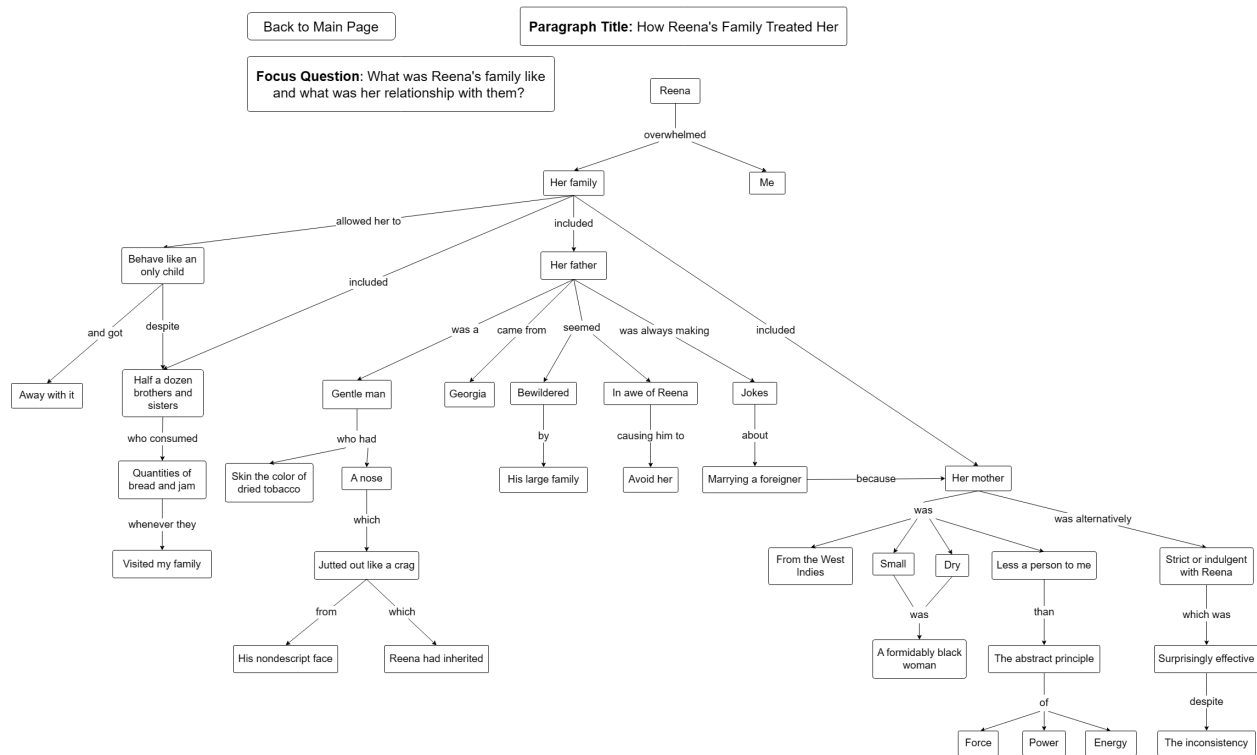 Back to Main Page
Paragraph Title: How Reena's Family Treated Her
Focus Question: What was Reena's family like
and what was her relationship with them?
Reena
overwhelmed
Her family
Me
allowed her to
included
included
included
Behave like an
only child
Her father
and got
despite
was a
came from
seemed
was always making
Away with it
Half a dozen
brothers and
sisters
Gentle man
Georgia
Bewildered
In awe of Reena
Jokes
who consumed
who had
by
causing him to
about
Quantities of
bread and jam
Skin the color of
dried tobacco
A nose
His large family
Avoid her
Marrying a foreigner
because
Her mother
whenever they
which
was
was alternatively
Visited my family
Jutted out like a crag
From the West
Indies
Small
Dry
Less a person to me
Strict or indulgent
with Reena
from
which
was
than
which was
His nondescript face
Reena had inherited
A formidably black
woman
The abstract principle
Surprisingly effective
of
despite
Force
Power
Energy
The inconsistency